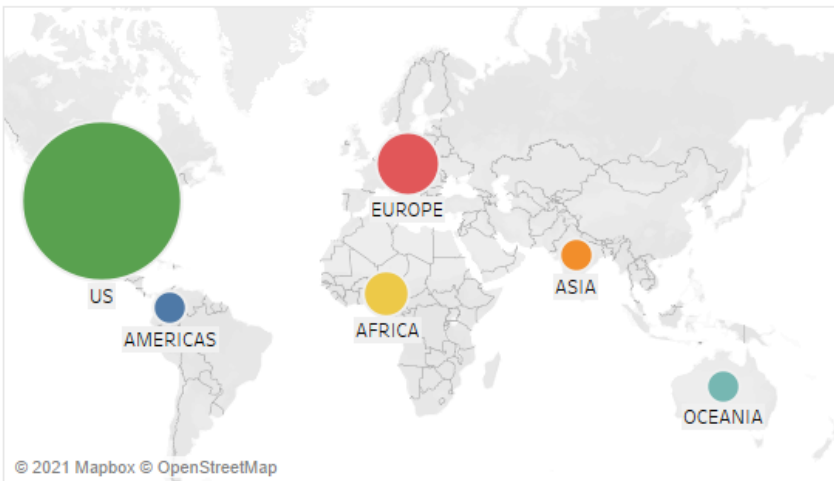 EUROPE
ASIA
US
AFRICA
AMERICAS
OCEANIA
© 2021 Mapbox © OpenStreetMap